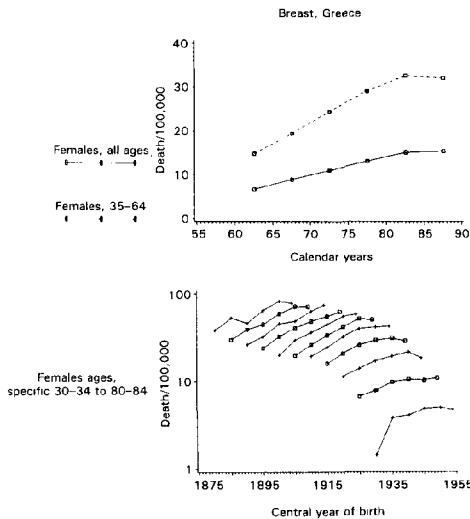 Breast, Greece
40
30
20
10
0
Death/100,000
55 60 65 70 75 80 85 90
Calendar years
Females, all ages
Females, 35–64
100
10
1
Death/100,000
1875 1895 1915 1935 1955
Central year of birth
Females ages,
specific 30–34 to 80–84